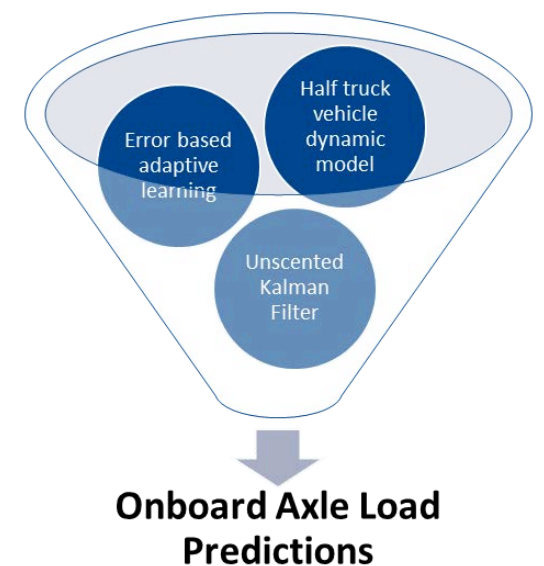 Error based
adaptive
learning
Half truck
vehicle
dynamic
model
Unscented
Kalman
Filter
Onboard Axle Load
Predictions